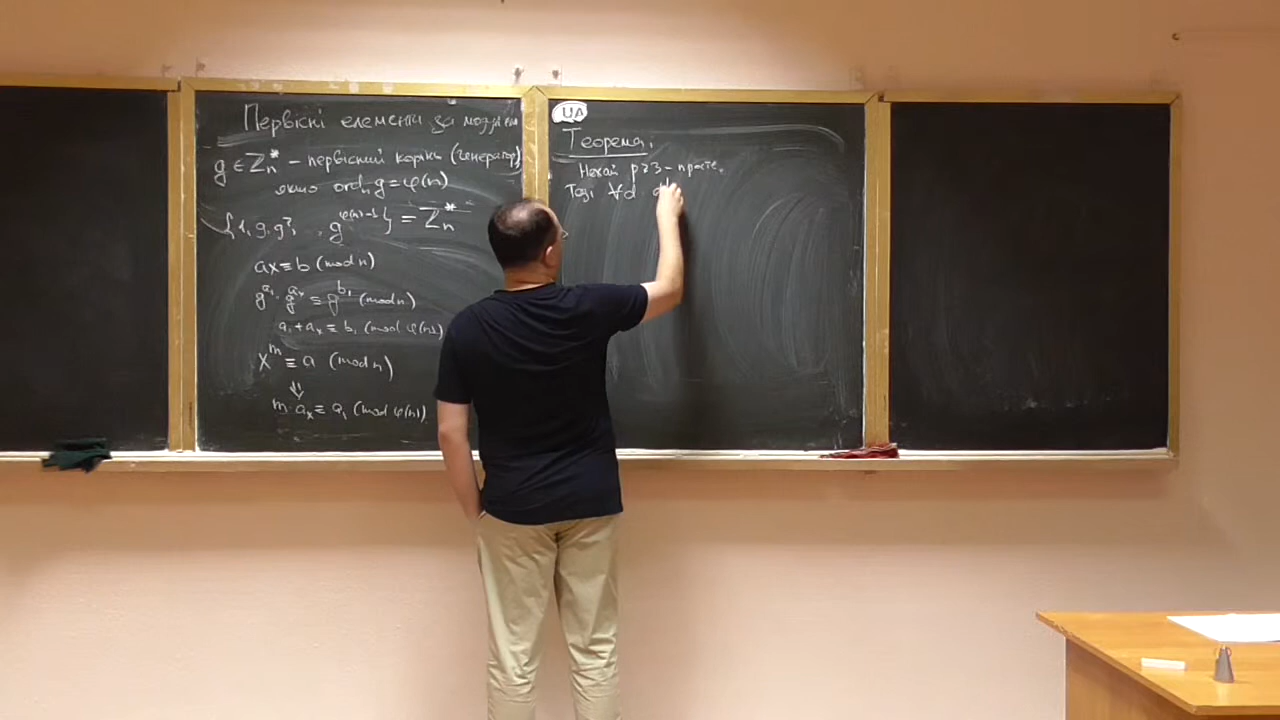 Первісні елементи за модулем
g ∈ Z*ₙ – первісний корінь (генератор)
якщо ordₙ g = φ(n)
{1, g, g², , g^(φ(n)-1)} = Z*ₙ
ax ≡ b (mod n)
g^(a₁) · g^(aₓ) ≡ g^(b₁) (mod n)
a₁ + aₓ ≡ b₁ (mod φ(n))
x^m ≡ a (mod n)
⇓
m · aₓ ≡ a₁ (mod φ(n))
UA
Теорема.
Нехай p ≥ 3 – просте.
Тоді ∀d d